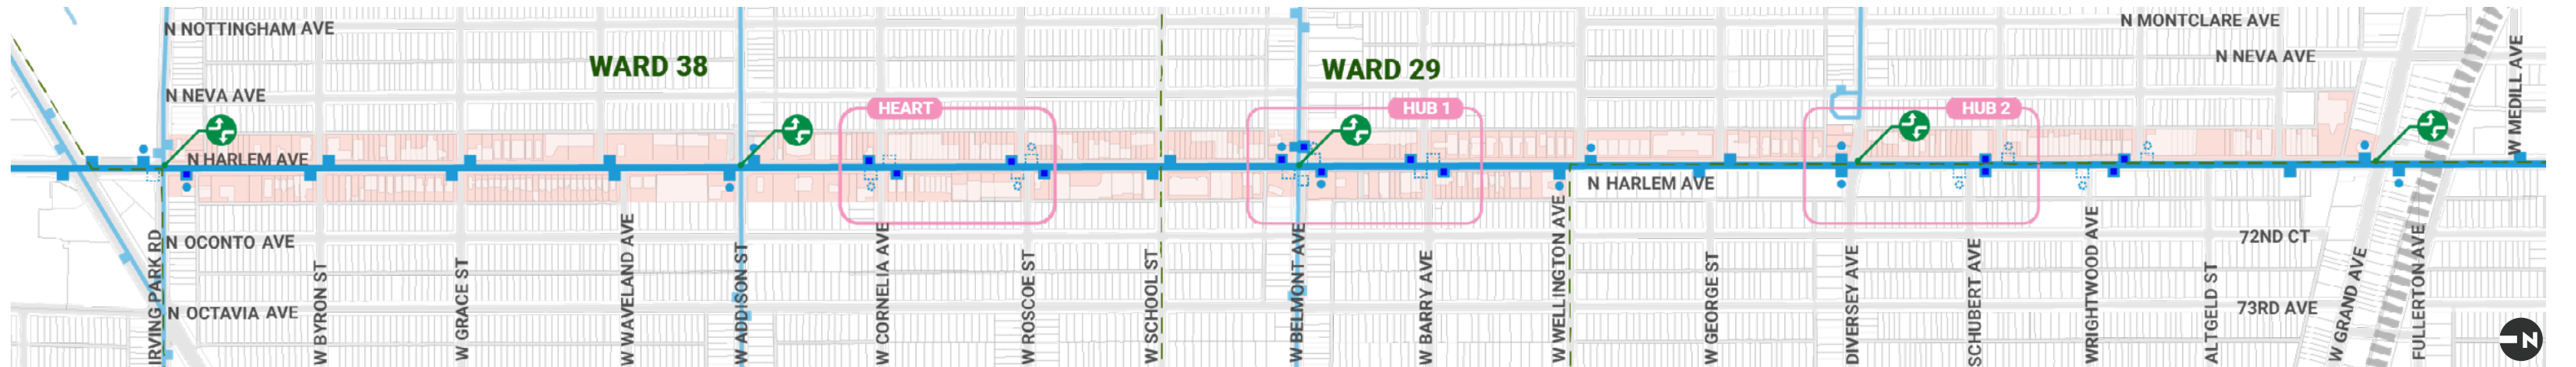 N NOTTINGHAM AVE
N MONTCLARE AVE
WARD 38
WARD 29
N NEVA AVE
N NEVA AVE
HEART
HUB 1
HUB 2
N HARLEM AVE
N HARLEM AVE
N OCONTO AVE
72ND CT
N OCTAVIA AVE
73RD AVE
IRVING PARK RD
W BYRON ST
W GRACE ST
W WAVELAND AVE
W ADDISON ST
W CORNELIA AVE
W ROSCOE ST
W SCHOOL ST
W BELMONT AVE
W BARRY AVE
W WELLINGTON AVE
W GEORGE ST
DIVERSEY AVE
SCHUBERT AVE
WRIGHTWOOD AVE
ALTGELD ST
W GRAND AVE
FULLERTON AVE
W MEDILL AVE
N